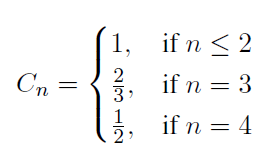 1, if n ≤ 2
C_n = { 2/3, if n = 3
1/2, if n = 4